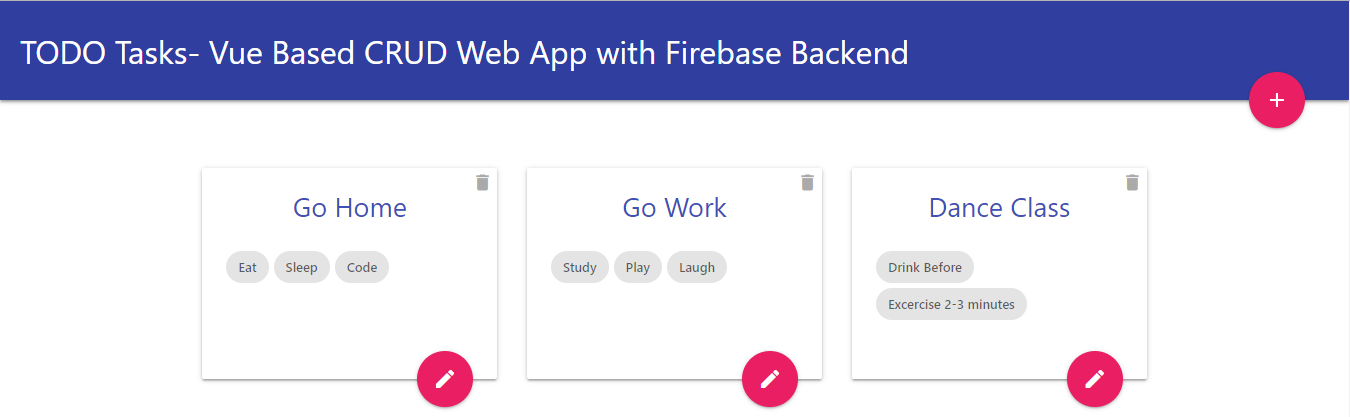 TODO Tasks- Vue Based CRUD Web App with Firebase Backend
Go Home
Eat Sleep Code
Go Work
Study Play Laugh
Dance Class
Drink Before
Excercise 2-3 minutes